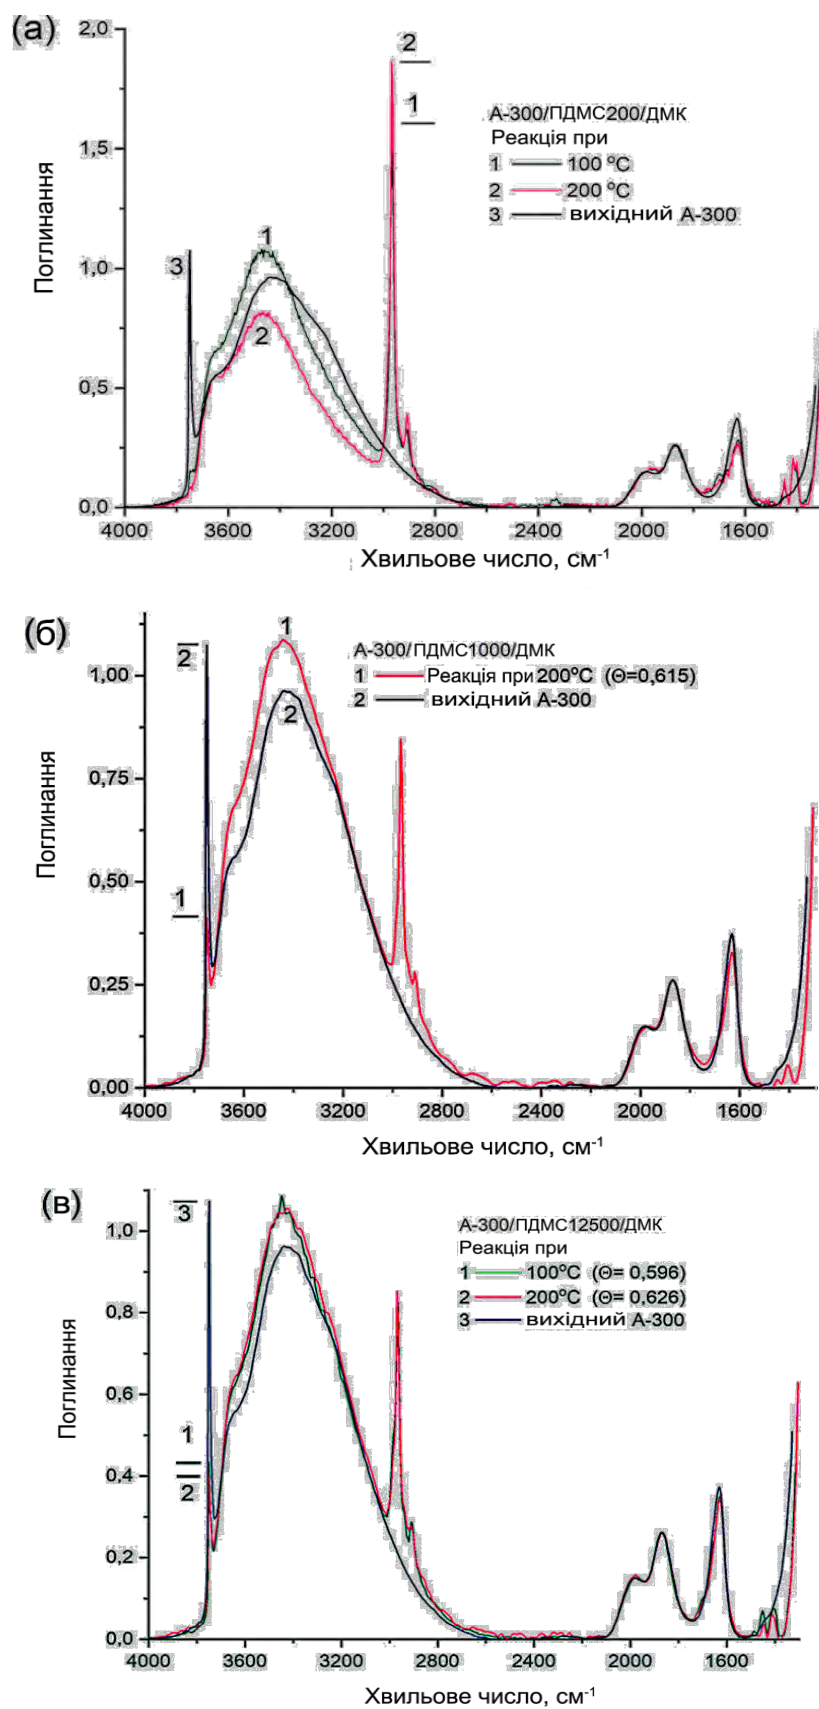 (а)
2,0
1,5
1,0
0,5
0,0
Поглинання
2
1
3
1
2
А-300/ПДМС200/ДМК
Реакція при
1 100 °C
2 200 °C
3 вихідний А-300
4000 3600 3200 2800 2400 2000 1600
Хвильове число, см-1
(б)
1,00
0,75
0,50
0,25
0,00
Поглинання
2
1
1
2
А-300/ПДМС1000/ДМК
1 Реакція при 200°C (Θ=0,615)
2 вихідний А-300
4000 3600 3200 2800 2400 2000 1600
Хвильове число, см-1
(в)
1,0
0,8
0,6
0,4
0,2
0,0
Поглинання
3
1
2
А-300/ПДМС12500/ДМК
Реакція при
1 100°C (Θ= 0,596)
2 200°C (Θ= 0,626)
3 вихідний А-300
4000 3600 3200 2800 2400 2000 1600
Хвильове число, см-1